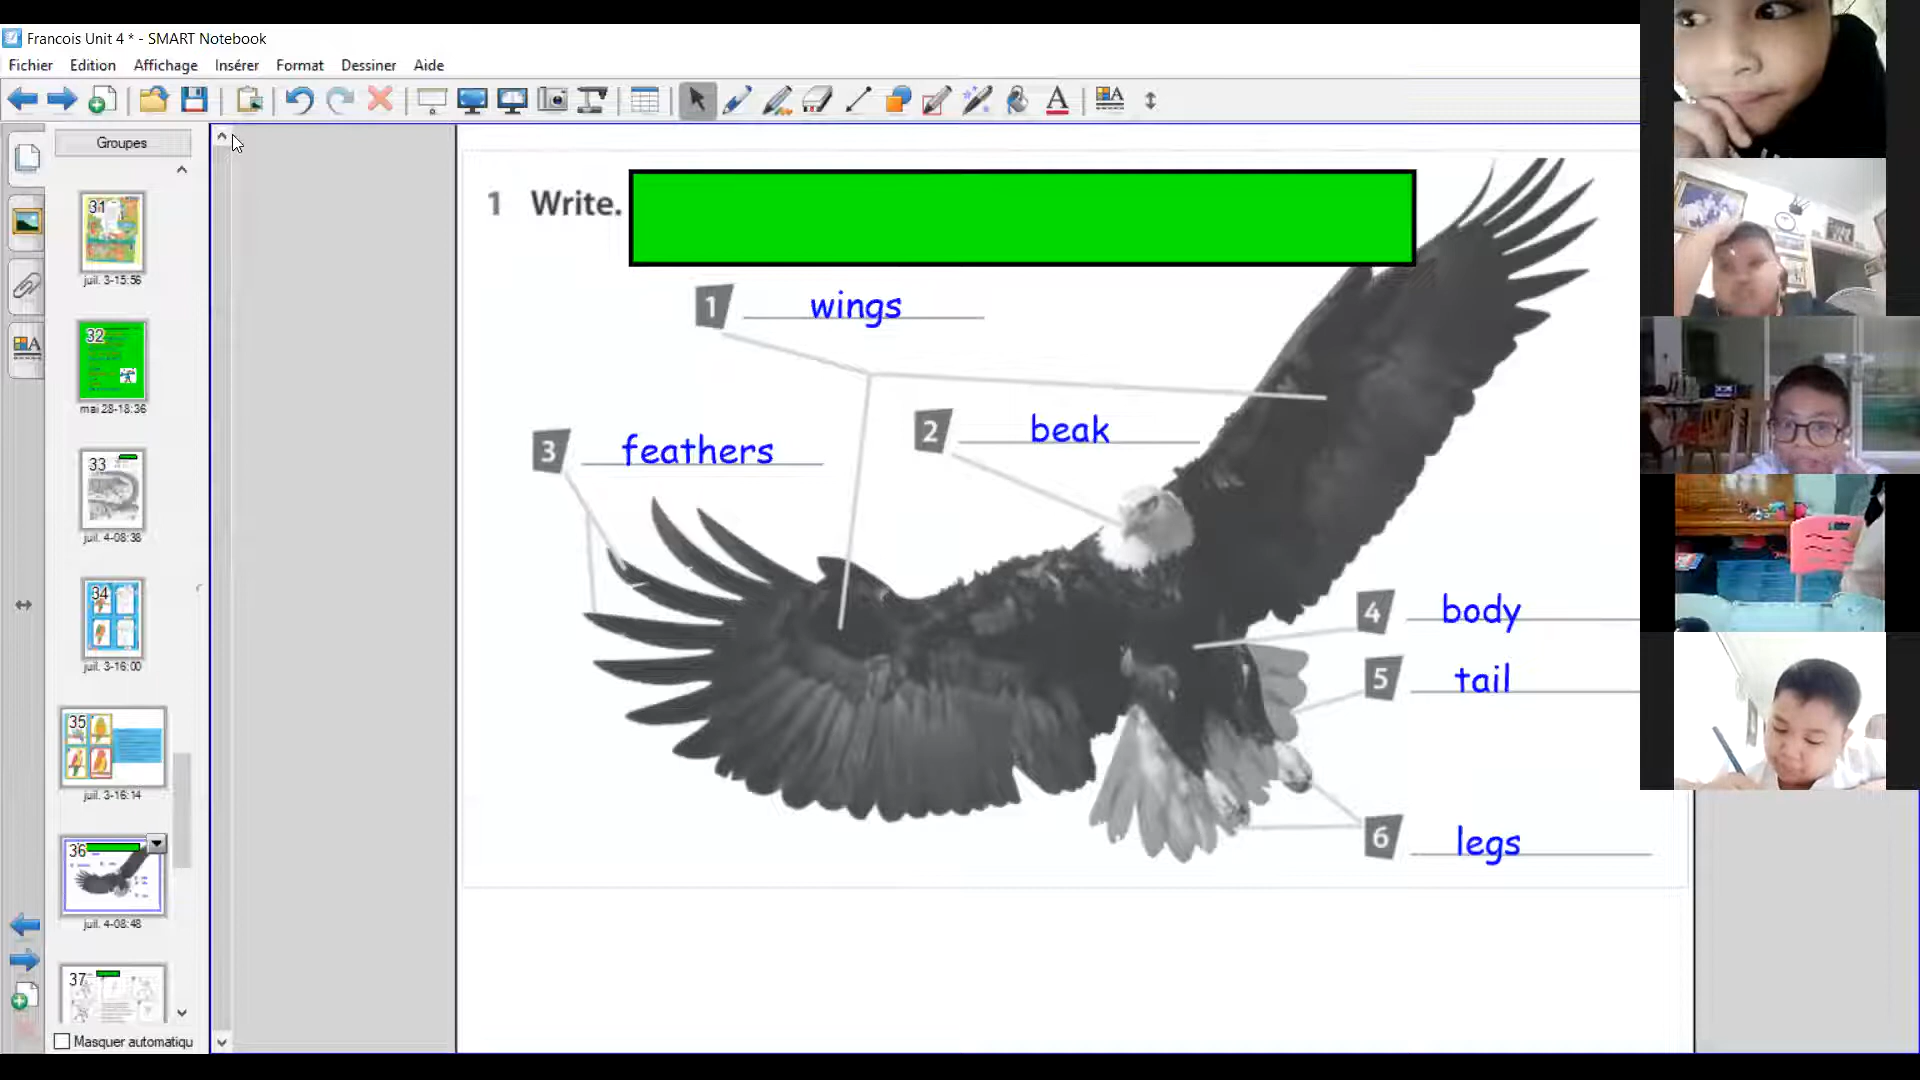 Francois Unit 4 * - SMART Notebook
Fichier Edition Affichage Insérer Format Dessiner Aide
Groupes
31
juil. 3-15:56
32
mai 28-18:36
33
juil. 4-08:38
34
juil. 3-16:00
35
juil. 3-16:14
36
juil. 4-08:48
37
Masquer automatiqu
1 Write.
1 wings
2 beak
3 feathers
4 body
5 tail
6 legs